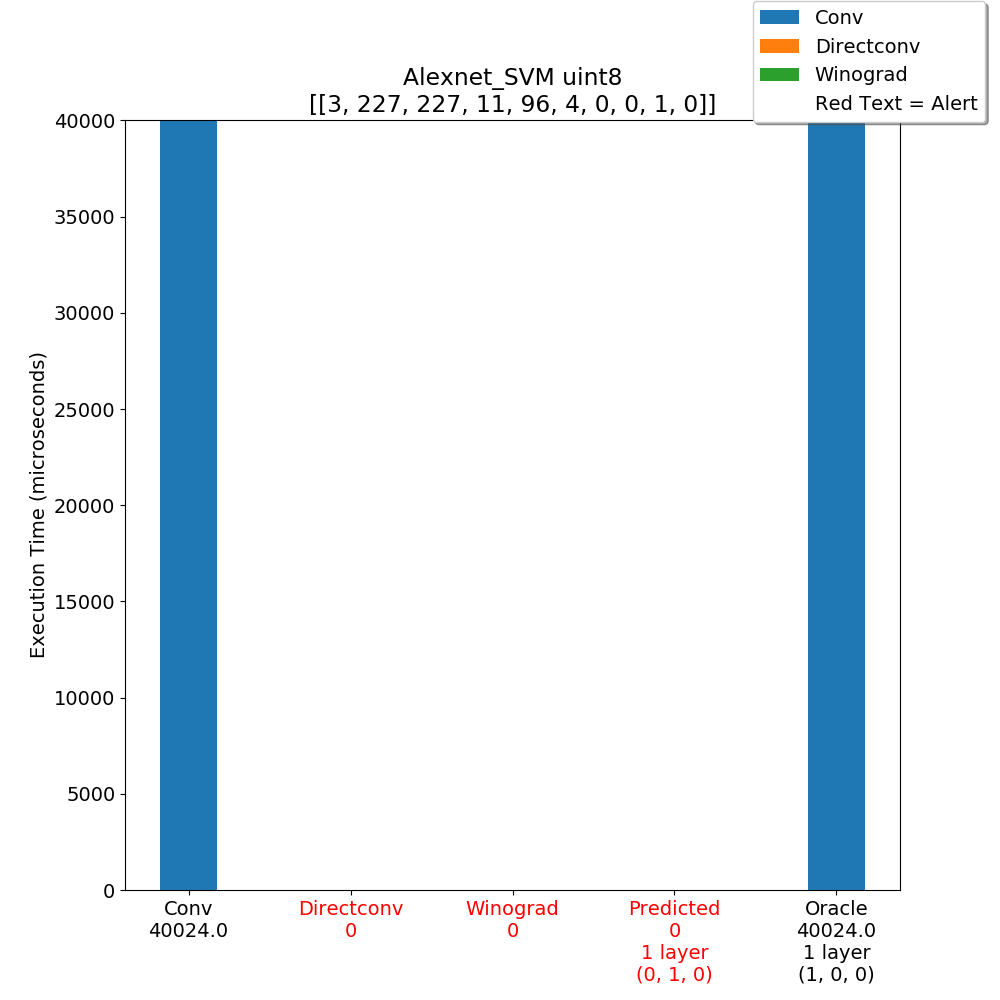 Conv
Directconv
Winograd
Red Text = Alert
Alexnet_SVM uint8
[[3, 227, 227, 11, 96, 4, 0, 0, 1, 0]]
Execution Time (microseconds)
40000
35000
30000
25000
20000
15000
10000
5000
0
Conv
40024.0
Directconv
0
Winograd
0
Predicted
0
1 layer
(0, 1, 0)
Oracle
40024.0
1 layer
(1, 0, 0)